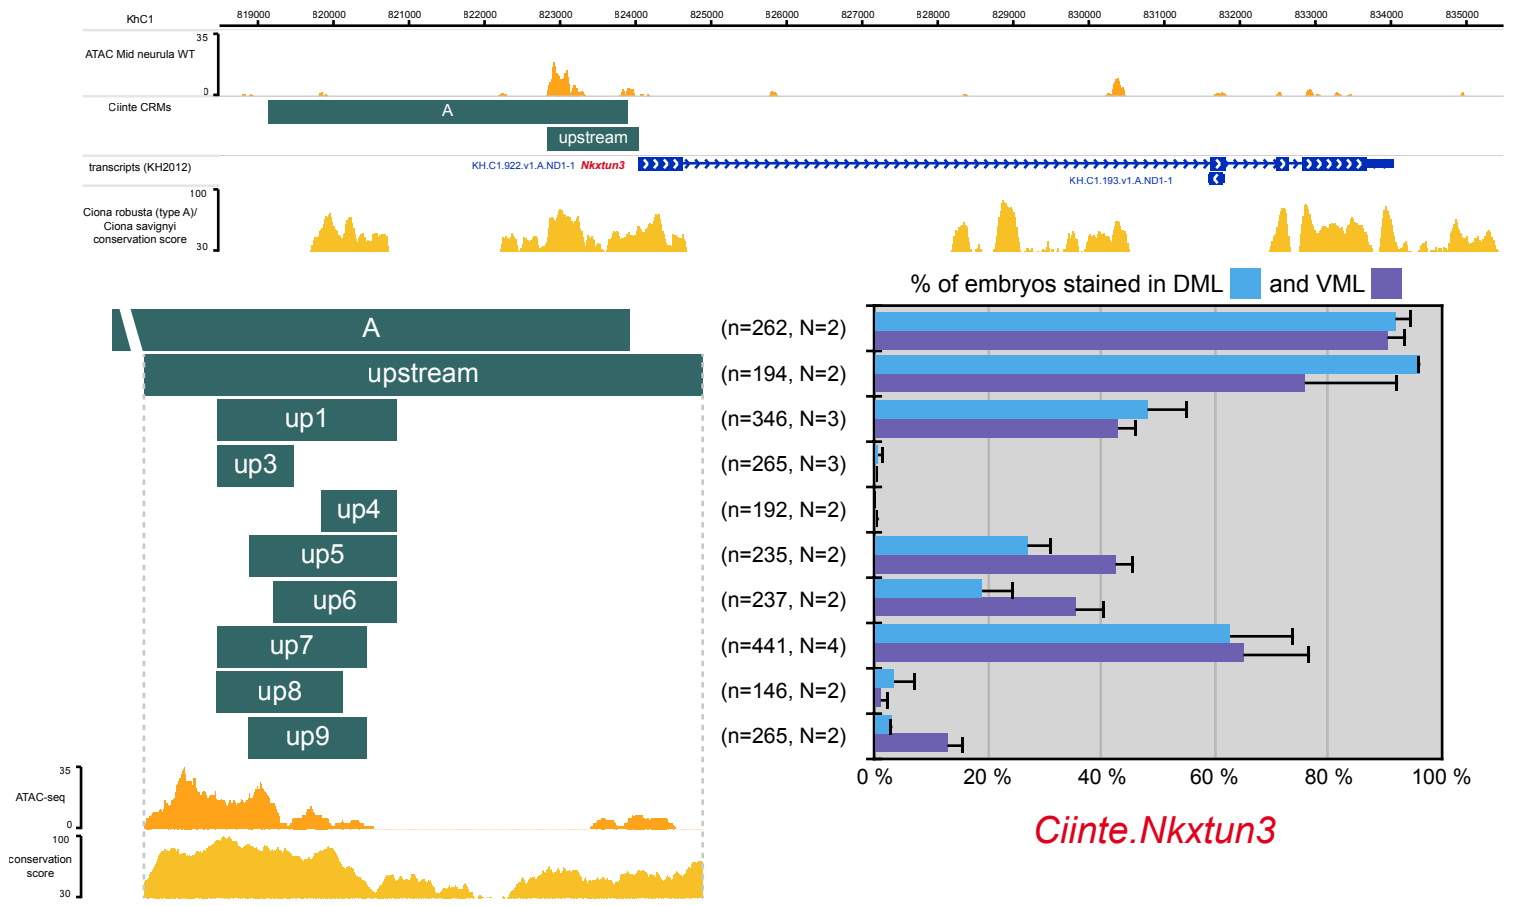 KhC1
819000 820000 821000 822000 823000 824000 825000 826000 827000 828000 829000 830000 831000 832000 833000 834000 835000
35
ATAC Mid neurula WT
0
Ciinte CRMs
A
upstream
transcripts (KH2012)
KH.C1.922.v1.A.ND1-1 Nkxtun3
KH.C1.193.v1.A.ND1-1
100
Ciona robusta (type A)/
Ciona savignyi
conservation score
30
% of embryos stained in DML and VML
A (n=262, N=2)
upstream (n=194, N=2)
up1 (n=346, N=3)
up3 (n=265, N=3)
up4 (n=192, N=2)
up5 (n=235, N=2)
up6 (n=237, N=2)
up7 (n=441, N=4)
up8 (n=146, N=2)
up9 (n=265, N=2)
0 % 20 % 40 % 60 % 80 % 100 %
35
ATAC-seq
0
100
conservation
score
30
Ciinte.Nkxtun3